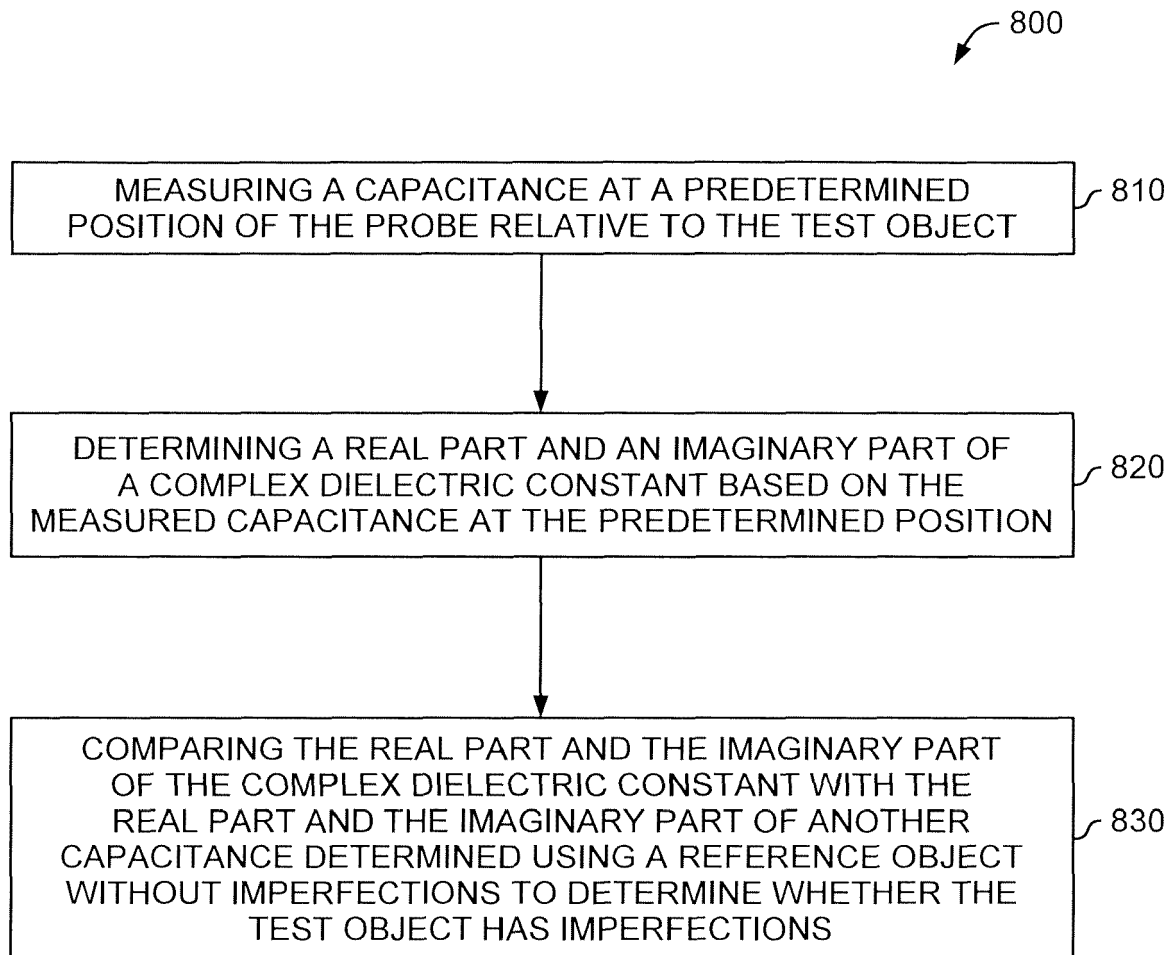 800
MEASURING A CAPACITANCE AT A PREDETERMINED
POSITION OF THE PROBE RELATIVE TO THE TEST OBJECT
810
DETERMINING A REAL PART AND AN IMAGINARY PART OF
A COMPLEX DIELECTRIC CONSTANT BASED ON THE
MEASURED CAPACITANCE AT THE PREDETERMINED POSITION
820
COMPARING THE REAL PART AND THE IMAGINARY PART
OF THE COMPLEX DIELECTRIC CONSTANT WITH THE
REAL PART AND THE IMAGINARY PART OF ANOTHER
CAPACITANCE DETERMINED USING A REFERENCE OBJECT
WITHOUT IMPERFECTIONS TO DETERMINE WHETHER THE
TEST OBJECT HAS IMPERFECTIONS
830